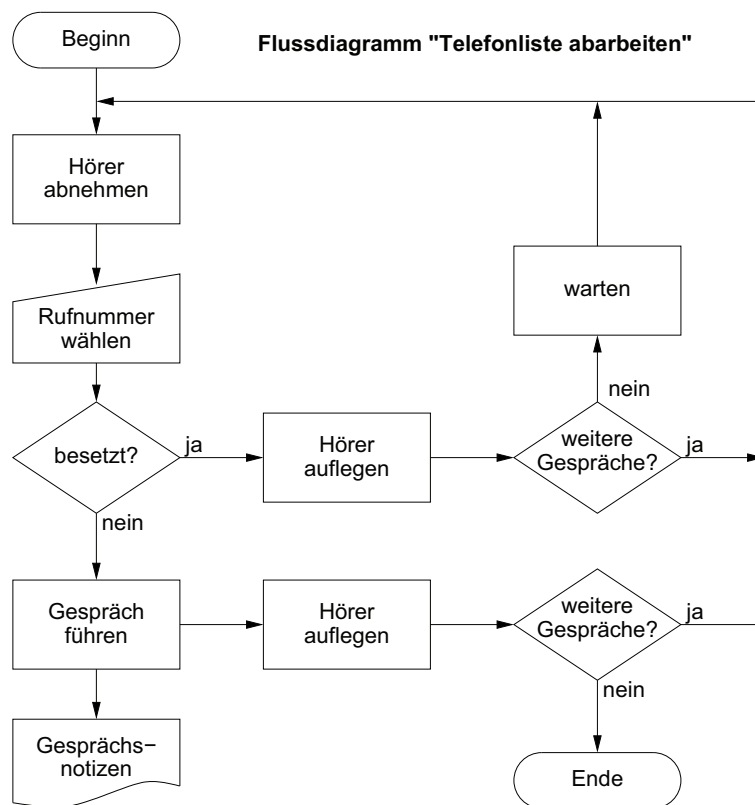 Beginn
Flussdiagramm "Telefonliste abarbeiten"
Hörer
abnehmen
warten
Rufnummer
wählen
nein
besetzt?
ja
Hörer
auflegen
weitere
Gespräche?
ja
nein
Gespräch
führen
Hörer
auflegen
weitere
Gespräche?
ja
nein
Gesprächs-
notizen
Ende